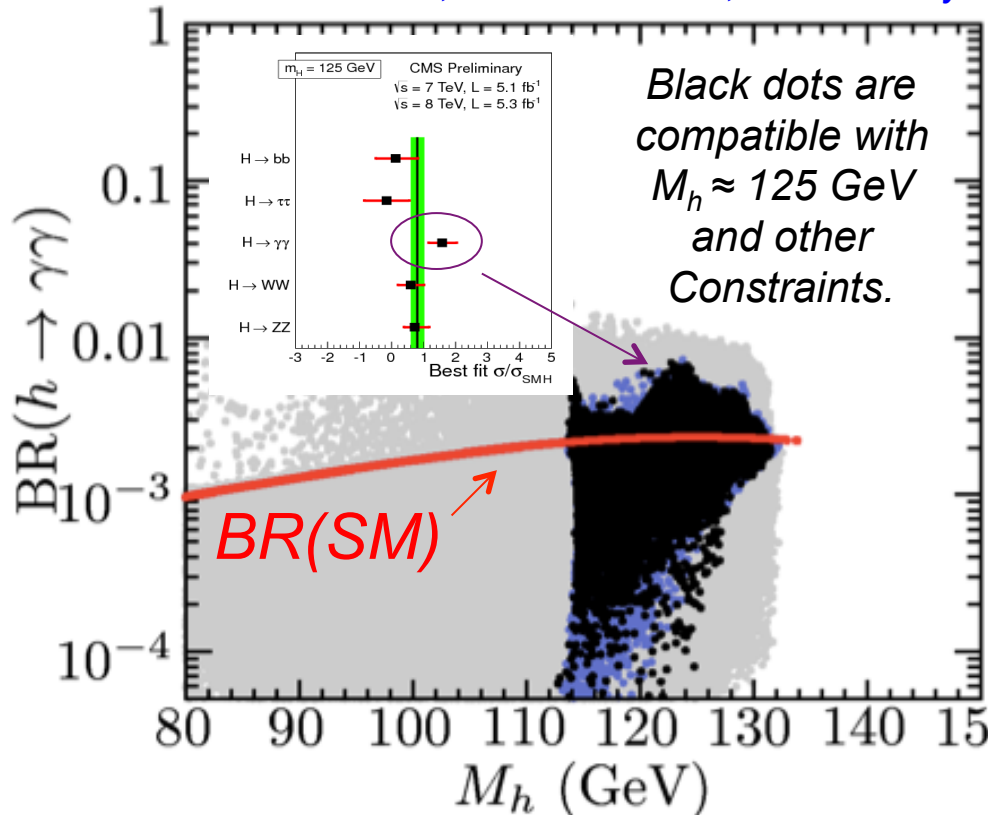 1
0.1
0.01
10⁻³
10⁻⁴
BR(h → γγ)
m_H = 125 GeV
CMS Preliminary
√s = 7 TeV, L = 5.1 fb⁻¹
√s = 8 TeV, L = 5.3 fb⁻¹
H → bb
H → ττ
H → γγ
H → WW
H → ZZ
-3 -2 -1 0 1 2 3 4 5
Best fit σ/σ_SMH
Black dots are
compatible with
M_h ≈ 125 GeV
and other
Constraints.
BR(SM)
80 90 100 110 120 130 140 15
M_h (GeV)